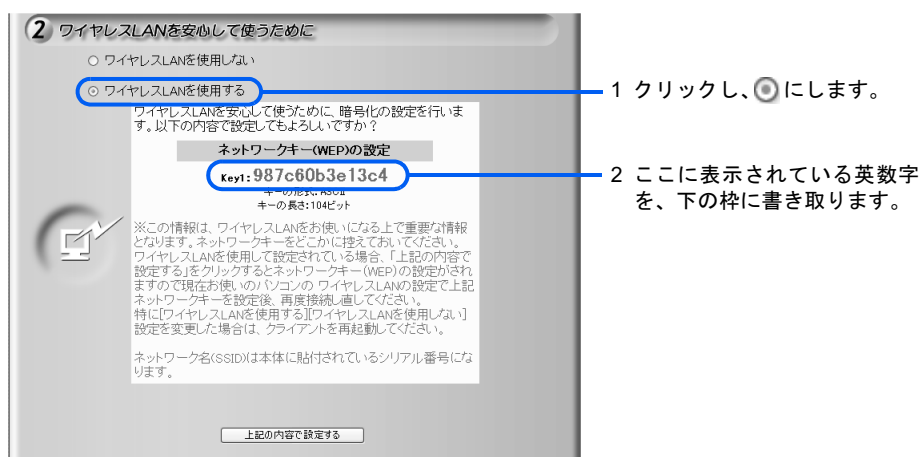 2 ワイヤレスLANを安心して使うために
ワイヤレスLANを使用しない
ワイヤレスLANを使用する
ワイヤレスLANを安心して使うために、暗号化の設定を行いま
す。以下の内容で設定してもよろしいですか？
ネットワークキー(WEP)の設定
Key1:987c60b3e13c4
キーの形式:ASCII
キーの長さ:104ビット
※この情報は、ワイヤレスLANをお使いになる上で重要な情報
となります。ネットワークキーをどこかに控えておいてください。
ワイヤレスLANを使用して設定されている場合、「上記の内容で
設定する」をクリックするとネットワークキー(WEP)の設定がされ
ますので現在お使いのパソコンの ワイヤレスLANの設定で上記
ネットワークキーを設定後、再度接続し直してください。
特に[ワイヤレスLANを使用する][ワイヤレスLANを使用しない]
設定を変更した場合は、クライアントを再起動してください。
ネットワーク名(SSID)は本体に貼付されているシリアル番号にな
ります。
上記の内容で設定する
1 クリックし、 にします。
2 ここに表示されている英数字
を、下の枠に書き取ります。